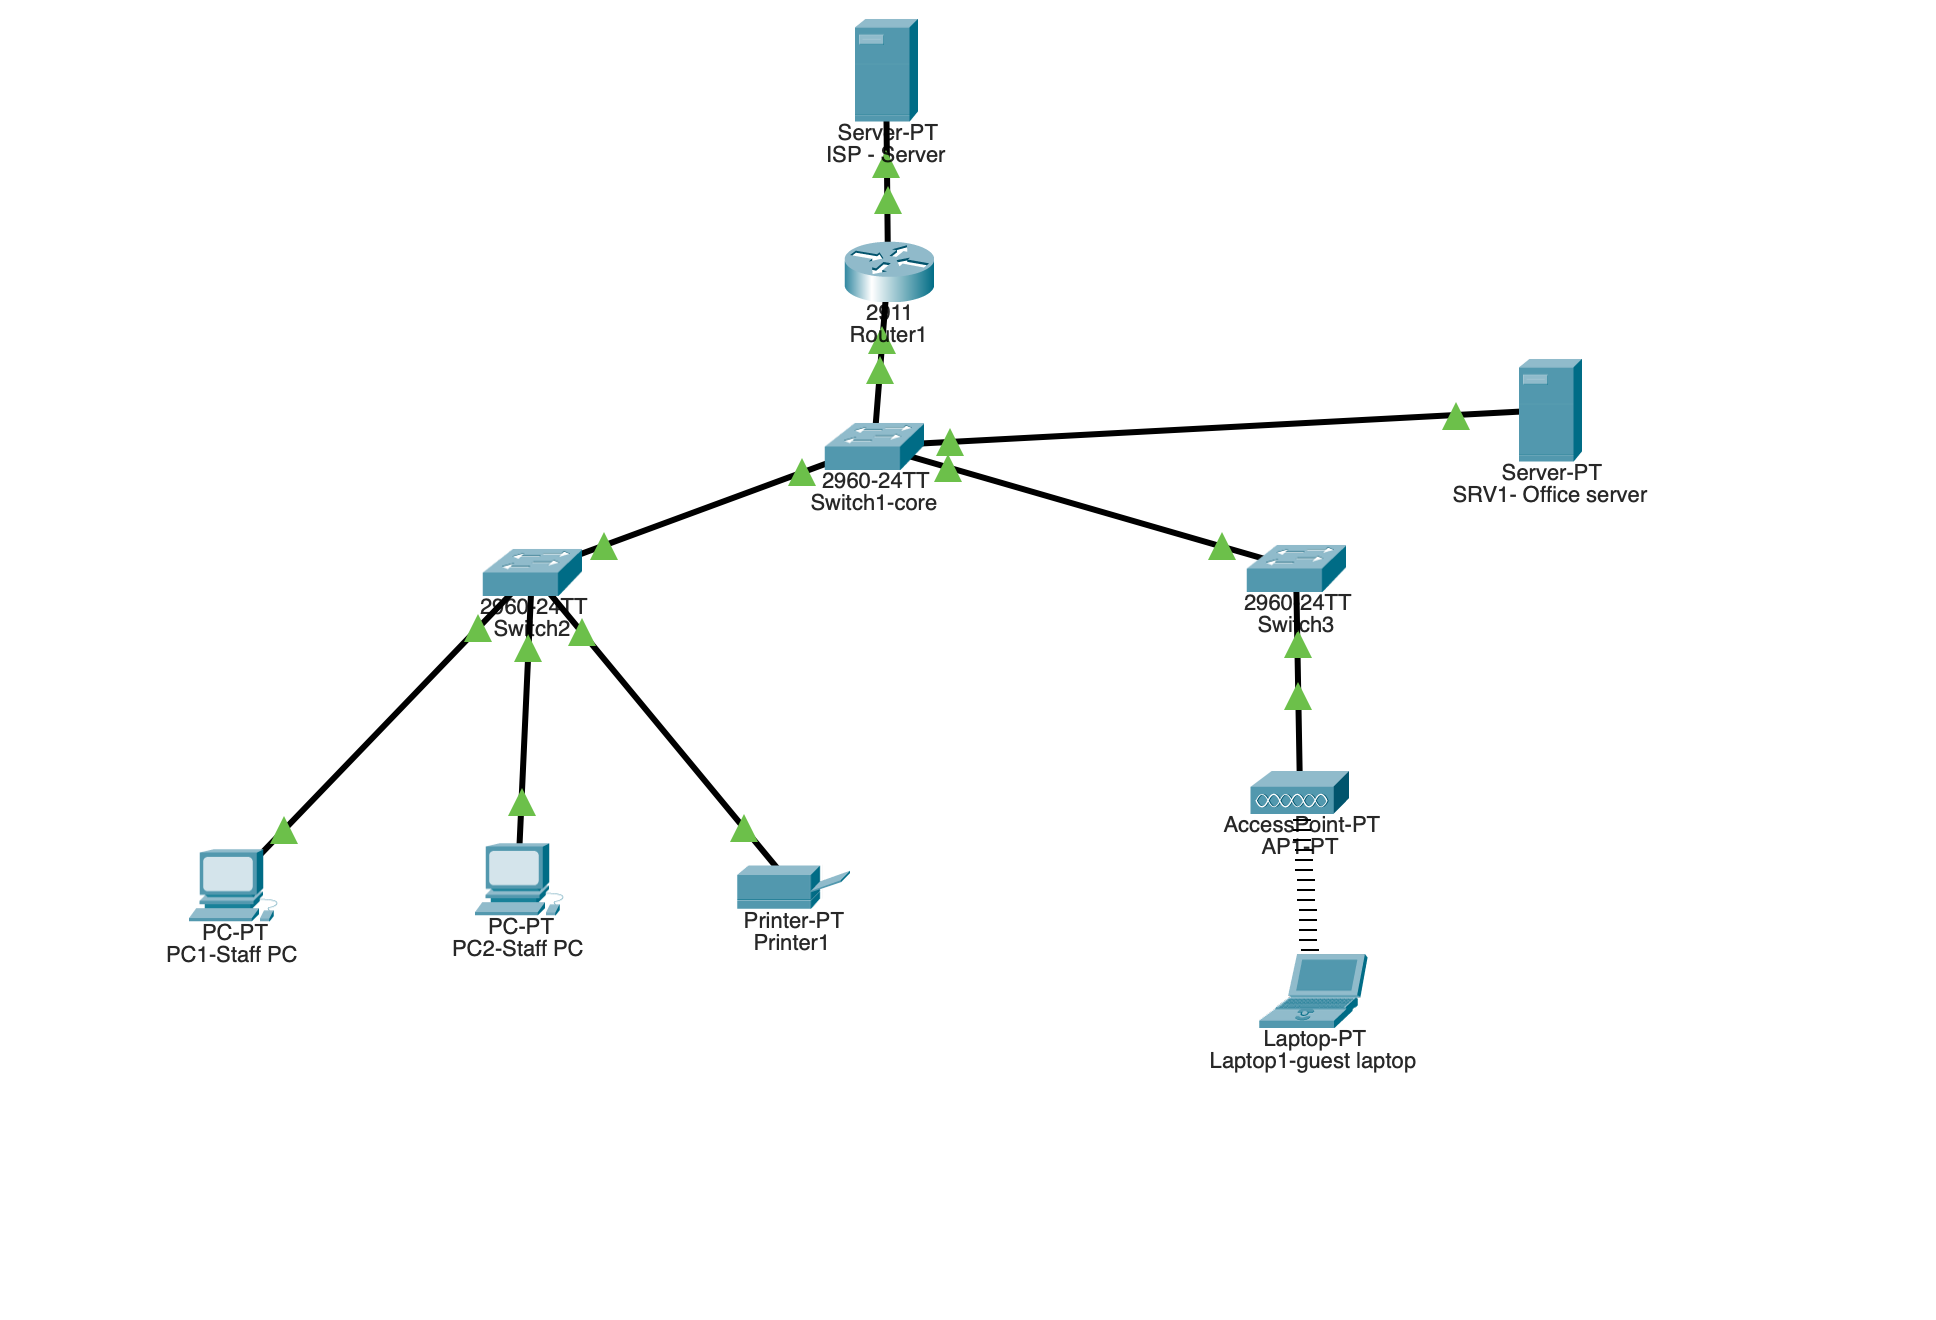 Server-PT
ISP - Server
2911
Router1
Server-PT
SRV1- Office server
2960-24TT
Switch1-core
2960-24TT
Switch2
2960-24TT
Switch3
AccessPoint-PT
AP1-PT
PC-PT
PC1-Staff PC
PC-PT
PC2-Staff PC
Printer-PT
Printer1
Laptop-PT
Laptop1-guest laptop